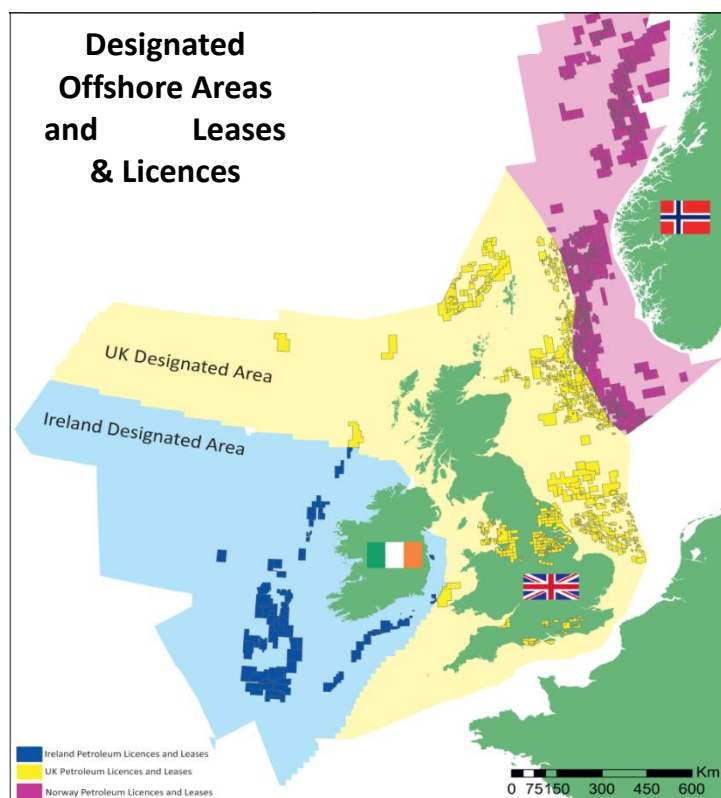 Designated
Offshore Areas
and Leases
& Licences
UK Designated Area
Ireland Designated Area
Ireland Petroleum Licences and Leases
UK Petroleum Licences and Leases
Norway Petroleum Licences and Leases
Km
0 75150 300 450 600